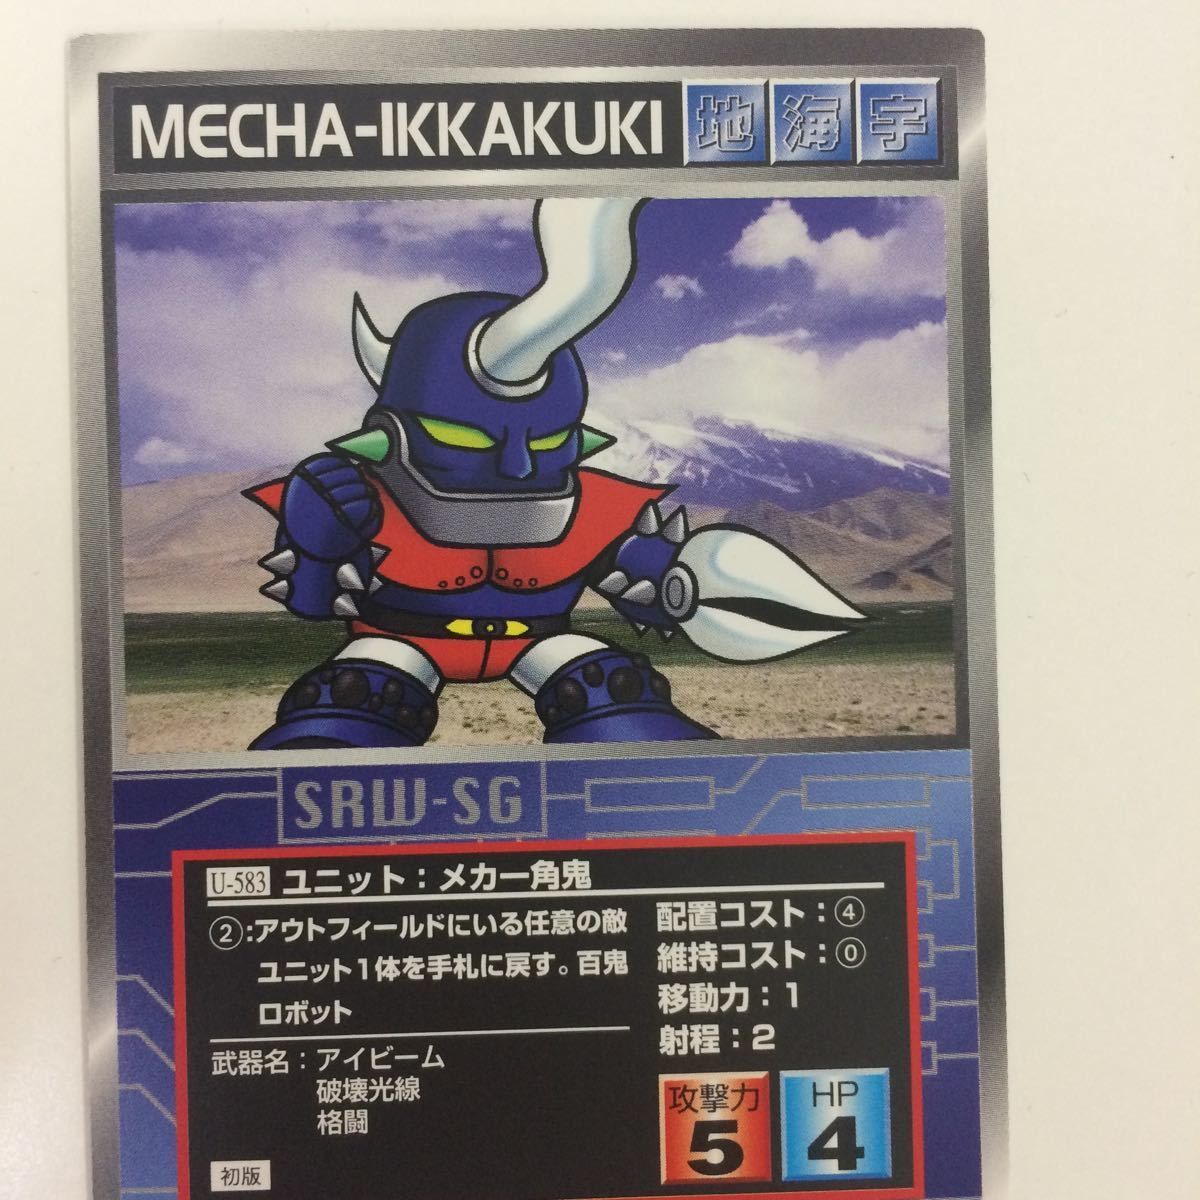 MECHA-IKKAKUKI 地 海 宇
SRW-SG
U-583 ユニット：メカ一角鬼
②:アウトフィールドにいる任意の敵
ユニット1体を手札に戻す。百鬼
ロボット
武器名：アイビーム
破壊光線
格闘
初版
配置コスト：④
維持コスト：⓪
移動力：1
射程：2
攻撃力
5
HP
4